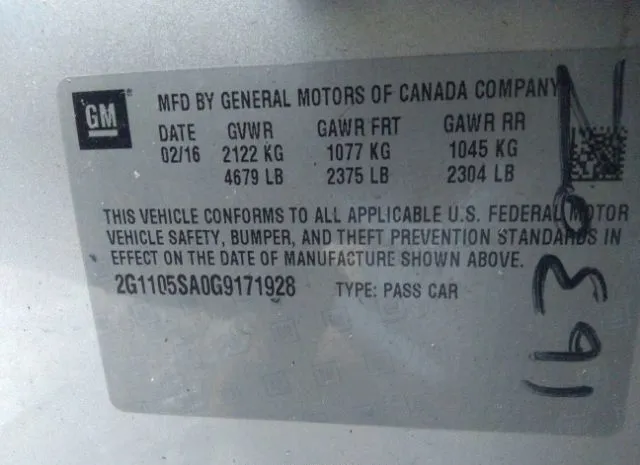 GM
MFD BY GENERAL MOTORS OF CANADA COMPANY
DATE GVWR GAWR FRT GAWR RR
02/16 2122 KG 1077 KG 1045 KG
4679 LB 2375 LB 2304 LB
THIS VEHICLE CONFORMS TO ALL APPLICABLE U.S. FEDERAL MOTOR
VEHICLE SAFETY, BUMPER, AND THEFT PREVENTION STANDARDS IN
EFFECT ON THE DATE OF MANUFACTURE SHOWN ABOVE.
2G1105SA0G9171928 TYPE: PASS CAR